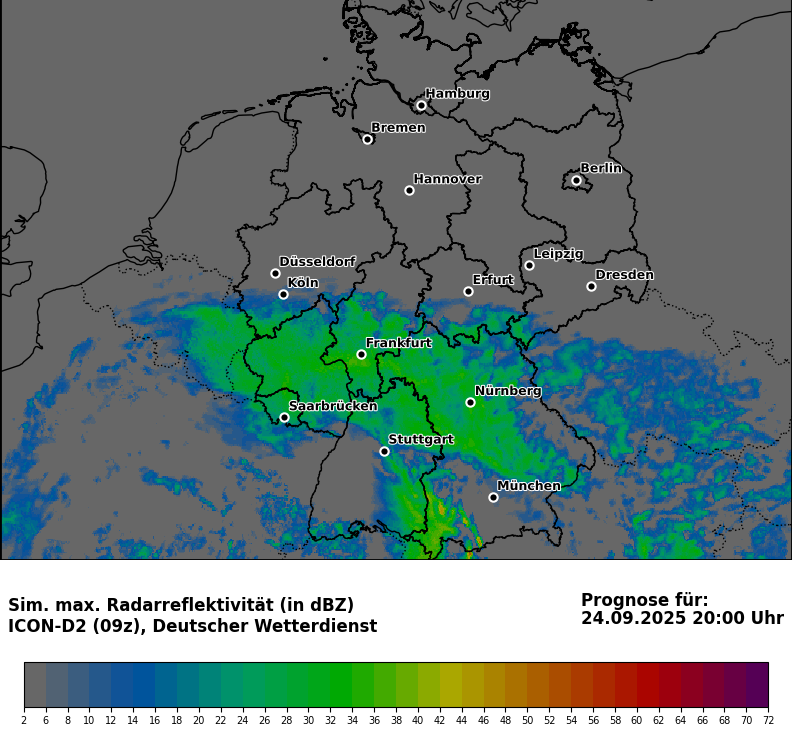 Hamburg
Bremen
Berlin
Hannover
Leipzig
Düsseldorf
Dresden
Köln
Erfurt
Frankfurt
Nürnberg
Saarbrücken
Stuttgart
München
Sim. max. Radarreflektivität (in dBZ)
ICON-D2 (09z), Deutscher Wetterdienst
Prognose für:
24.09.2025 20:00 Uhr
2 6 8 10 12 14 16 18 20 22 24 26 28 30 32 34 36 38 40 42 44 46 48 50 52 54 56 58 60 62 64 66 68 70 72